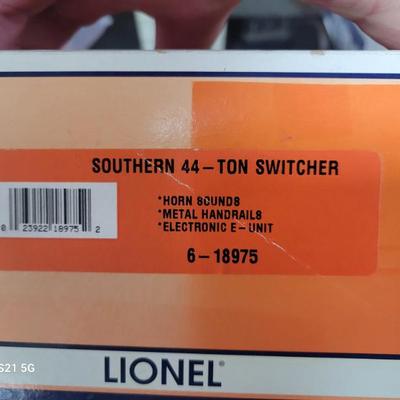 SOUTHERN 44-TON SWITCHER
*HORN SOUNDS
*METAL HANDRAILS
*ELECTRONIC E-UNIT
0 23922 18975 2
6-18975
S21 5G
LIONEL®